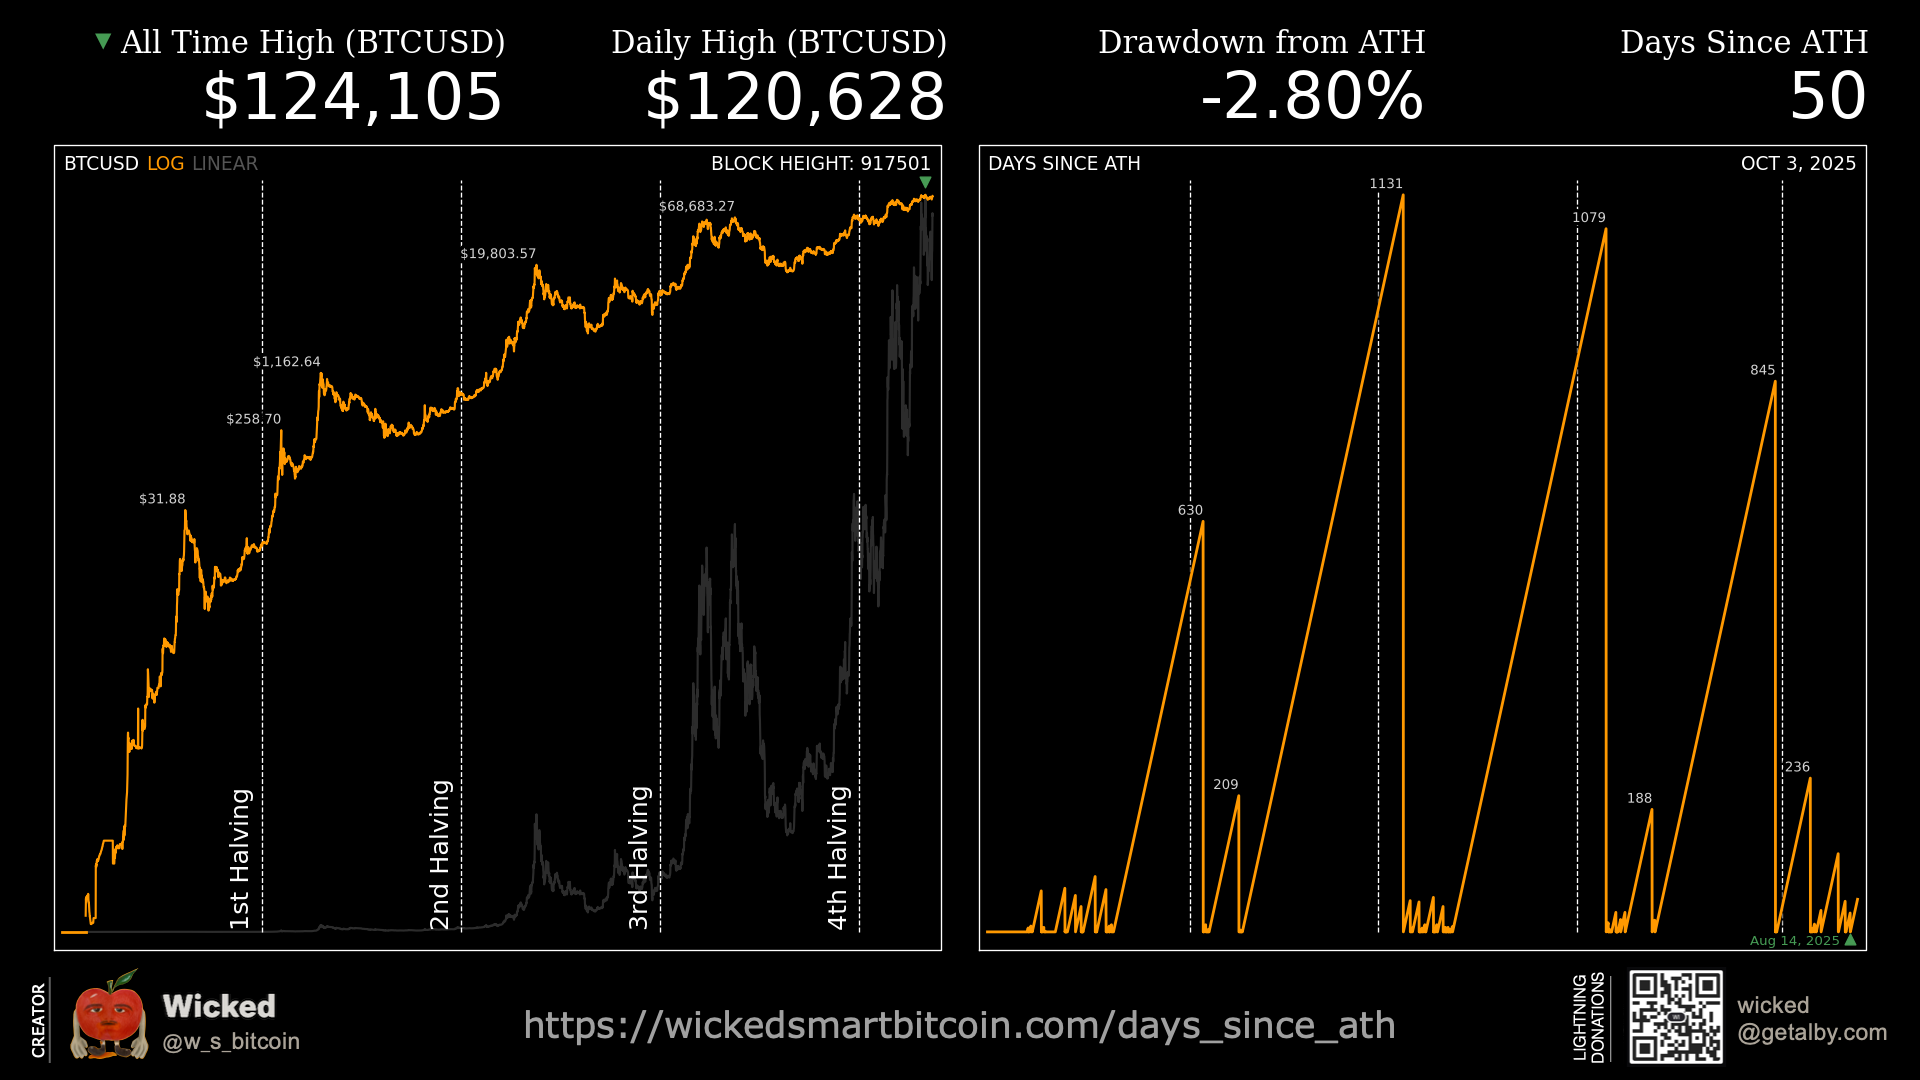 ▼ All Time High (BTCUSD)
$124,105
Daily High (BTCUSD)
$120,628
Drawdown from ATH
-2.80%
Days Since ATH
50
BTCUSD LOG LINEAR
BLOCK HEIGHT: 917501
$68,683.27
$19,803.57
$1,162.64
$258.70
$31.88
1st Halving
2nd Halving
3rd Halving
4th Halving
DAYS SINCE ATH
OCT 3, 2025
1131
1079
845
630
236
209
188
Aug 14, 2025
CREATOR
Wicked
@w_s_bitcoin
https://wickedsmartbitcoin.com/days_since_ath
LIGHTNING
DONATIONS
wicked
@getalby.com